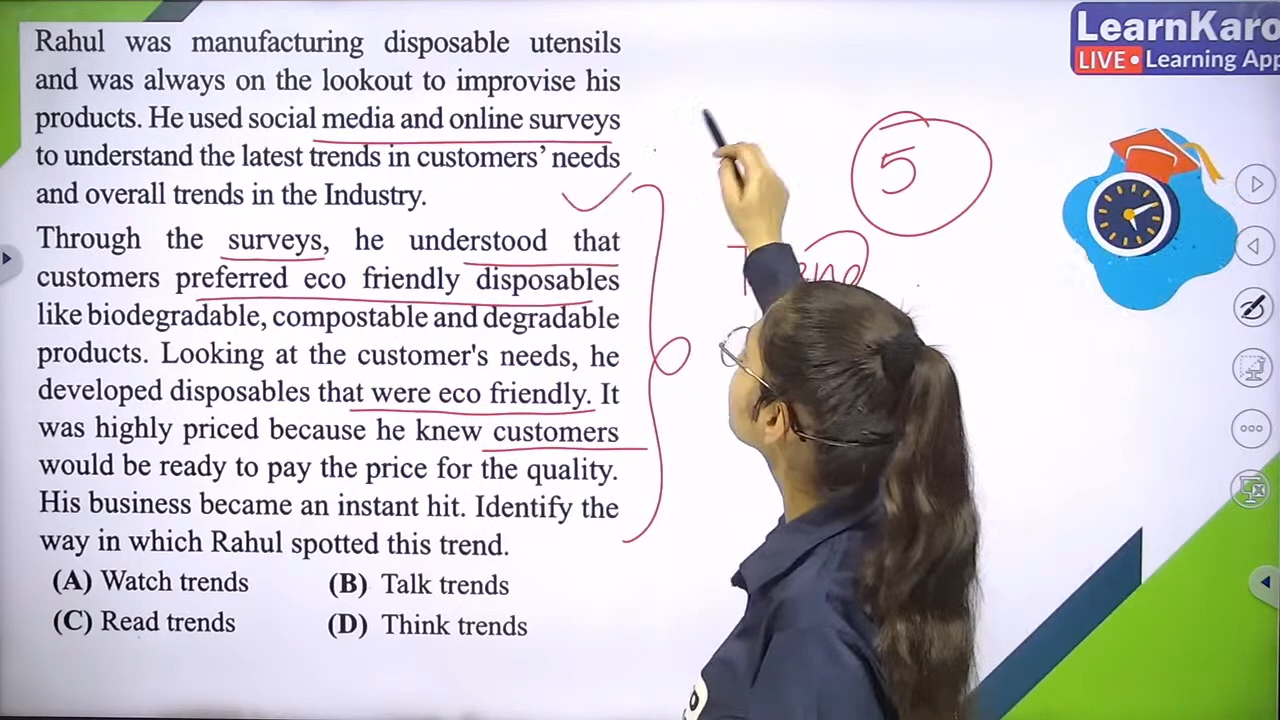 Rahul was manufacturing disposable utensils
and was always on the lookout to improvise his
products. He used social media and online surveys
to understand the latest trends in customers' needs
and overall trends in the Industry.
Through the surveys, he understood that
customers preferred eco friendly disposables
like biodegradable, compostable and degradable
products. Looking at the customer's needs, he
developed disposables that were eco friendly. It
was highly priced because he knew customers
would be ready to pay the price for the quality.
His business became an instant hit. Identify the
way in which Rahul spotted this trend.
(A) Watch trends (B) Talk trends
(C) Read trends (D) Think trends
5
LearnKaro
LIVE • Learning App